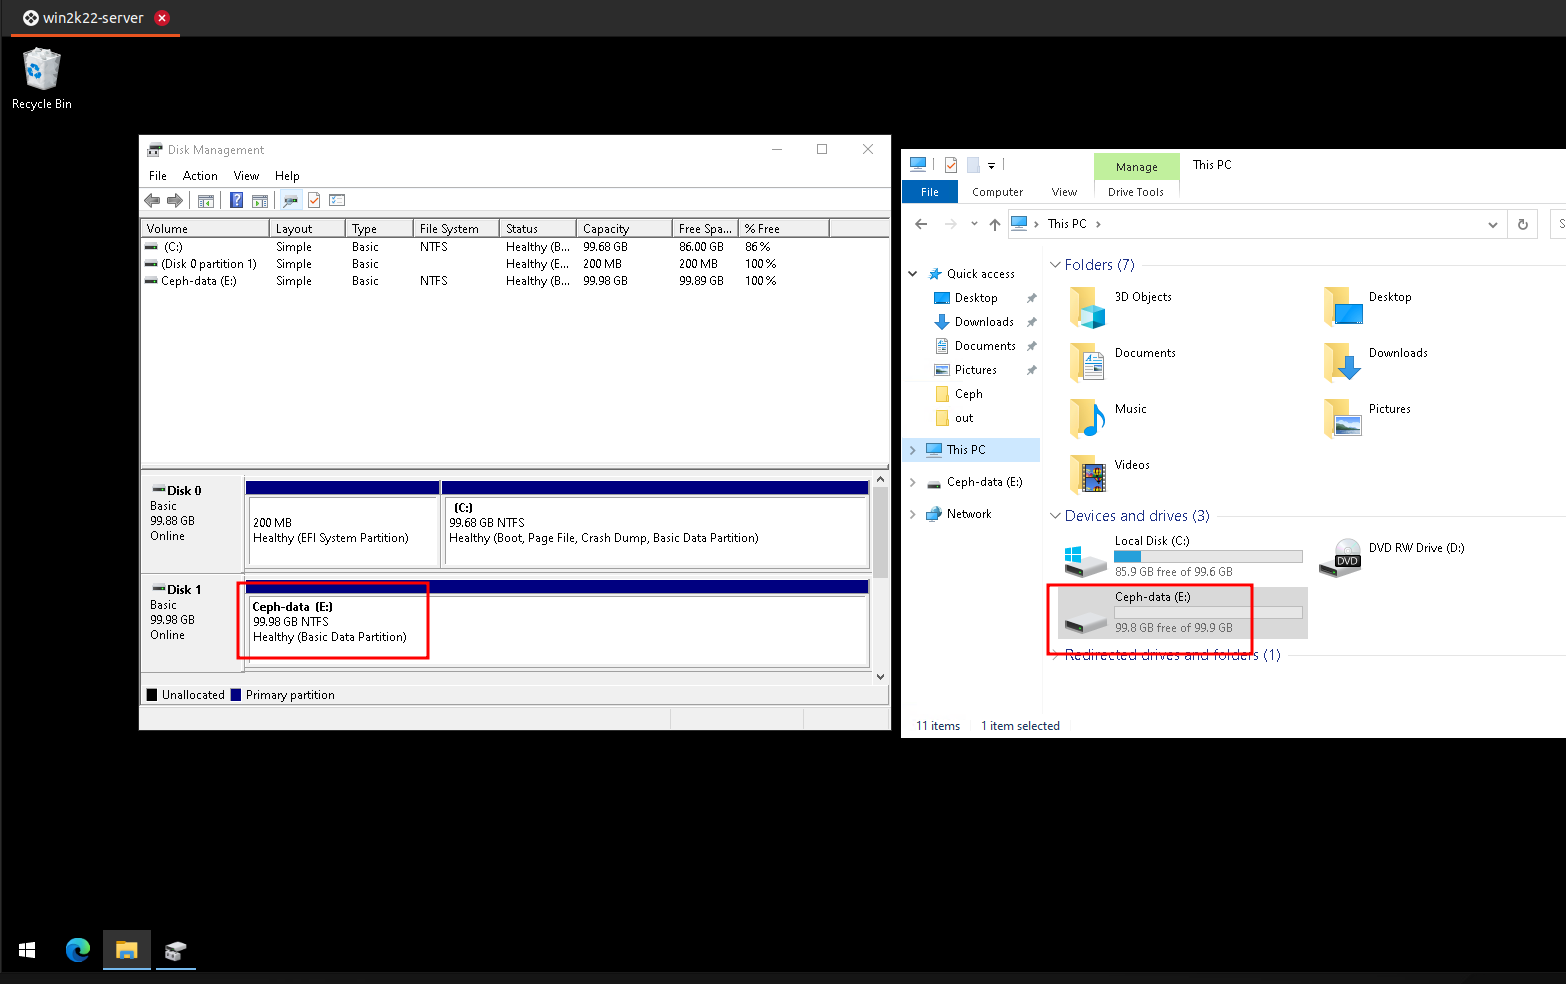 win2k22-server
Recycle Bin
Disk Management
File Action View Help
Volume Layout Type File System Status Capacity Free Spa... % Free
(C:) Simple Basic NTFS Healthy (B... 99.68 GB 86.00 GB 86 %
(Disk 0 partition 1) Simple Basic Healthy (E... 200 MB 200 MB 100 %
Ceph-data (E:) Simple Basic NTFS Healthy (B... 99.98 GB 99.89 GB 100 %
Disk 0
Basic
99.88 GB
Online
200 MB
Healthy (EFI System Partition)
(C:)
99.68 GB NTFS
Healthy (Boot, Page File, Crash Dump, Basic Data Partition)
Disk 1
Basic
99.98 GB
Online
Ceph-data (E:)
99.98 GB NTFS
Healthy (Basic Data Partition)
Unallocated Primary partition
Manage This PC
File Computer View Drive Tools
This PC
S
Quick access
Desktop
Downloads
Documents
Pictures
Ceph
out
This PC
Ceph-data (E:)
Network
Folders (7)
3D Objects
Desktop
Documents
Downloads
Music
Pictures
Videos
Devices and drives (3)
Local Disk (C:)
85.9 GB free of 99.6 GB
DVD RW Drive (D:)
DVD
Ceph-data (E:)
99.8 GB free of 99.9 GB
Redirected drives and folders (1)
11 items 1 item selected